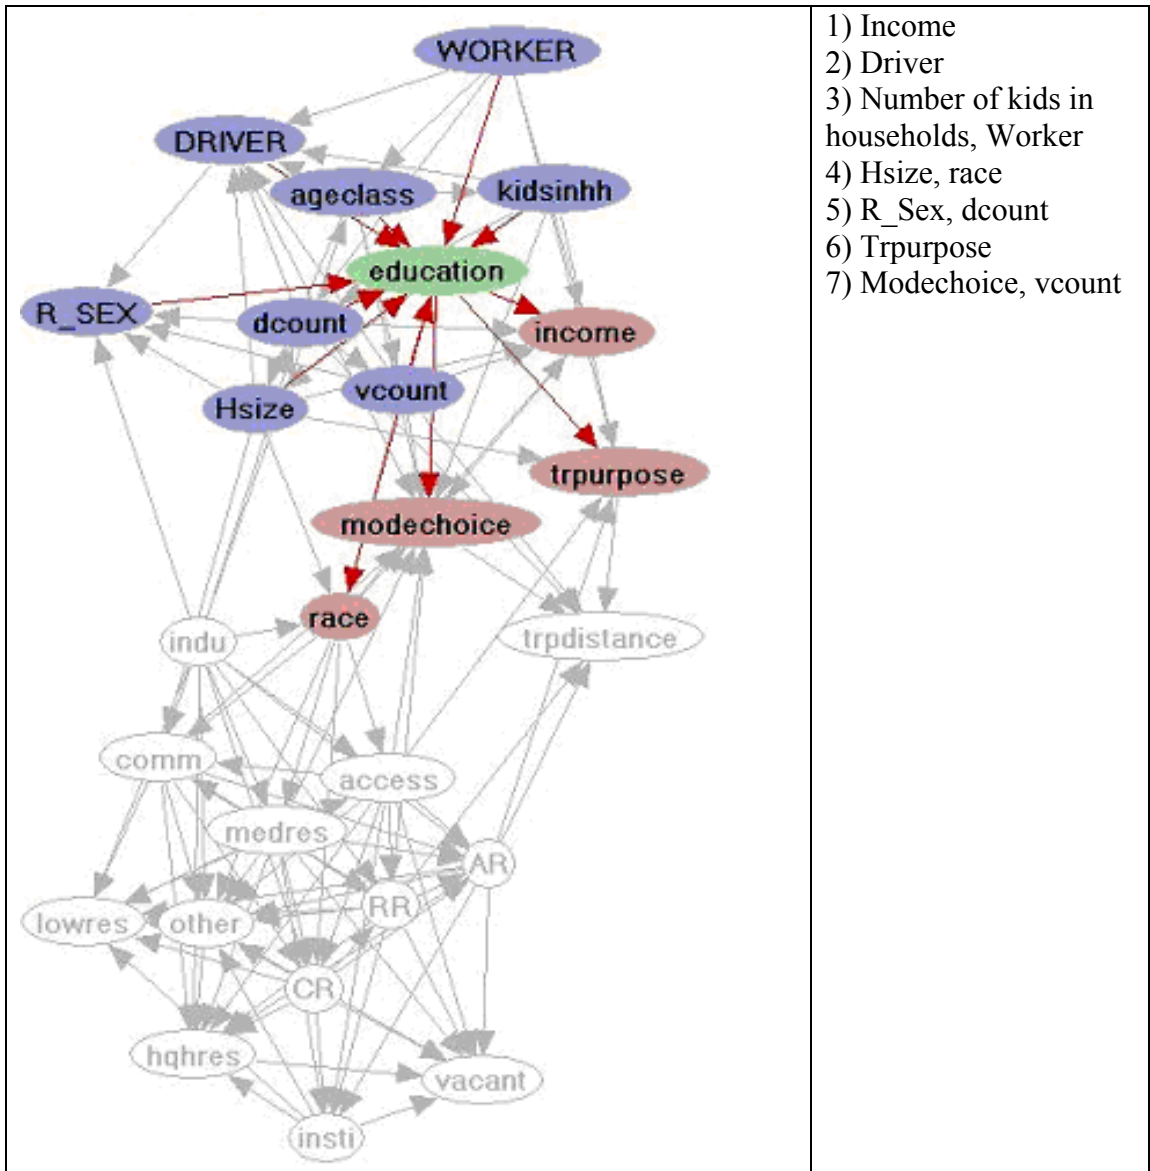 WORKER
DRIVER
ageclass
kidsinhh
education
R_SEX
dcount
income
vcount
Hsize
trpurpose
modechoice
race
indu
trpdistance
comm
access
medres
AR
RR
lowres
other
CR
hqhres
vacant
insti
1) Income
2) Driver
3) Number of kids in
households, Worker
4) Hsize, race
5) R_Sex, dcount
6) Trpurpose
7) Modechoice, vcount